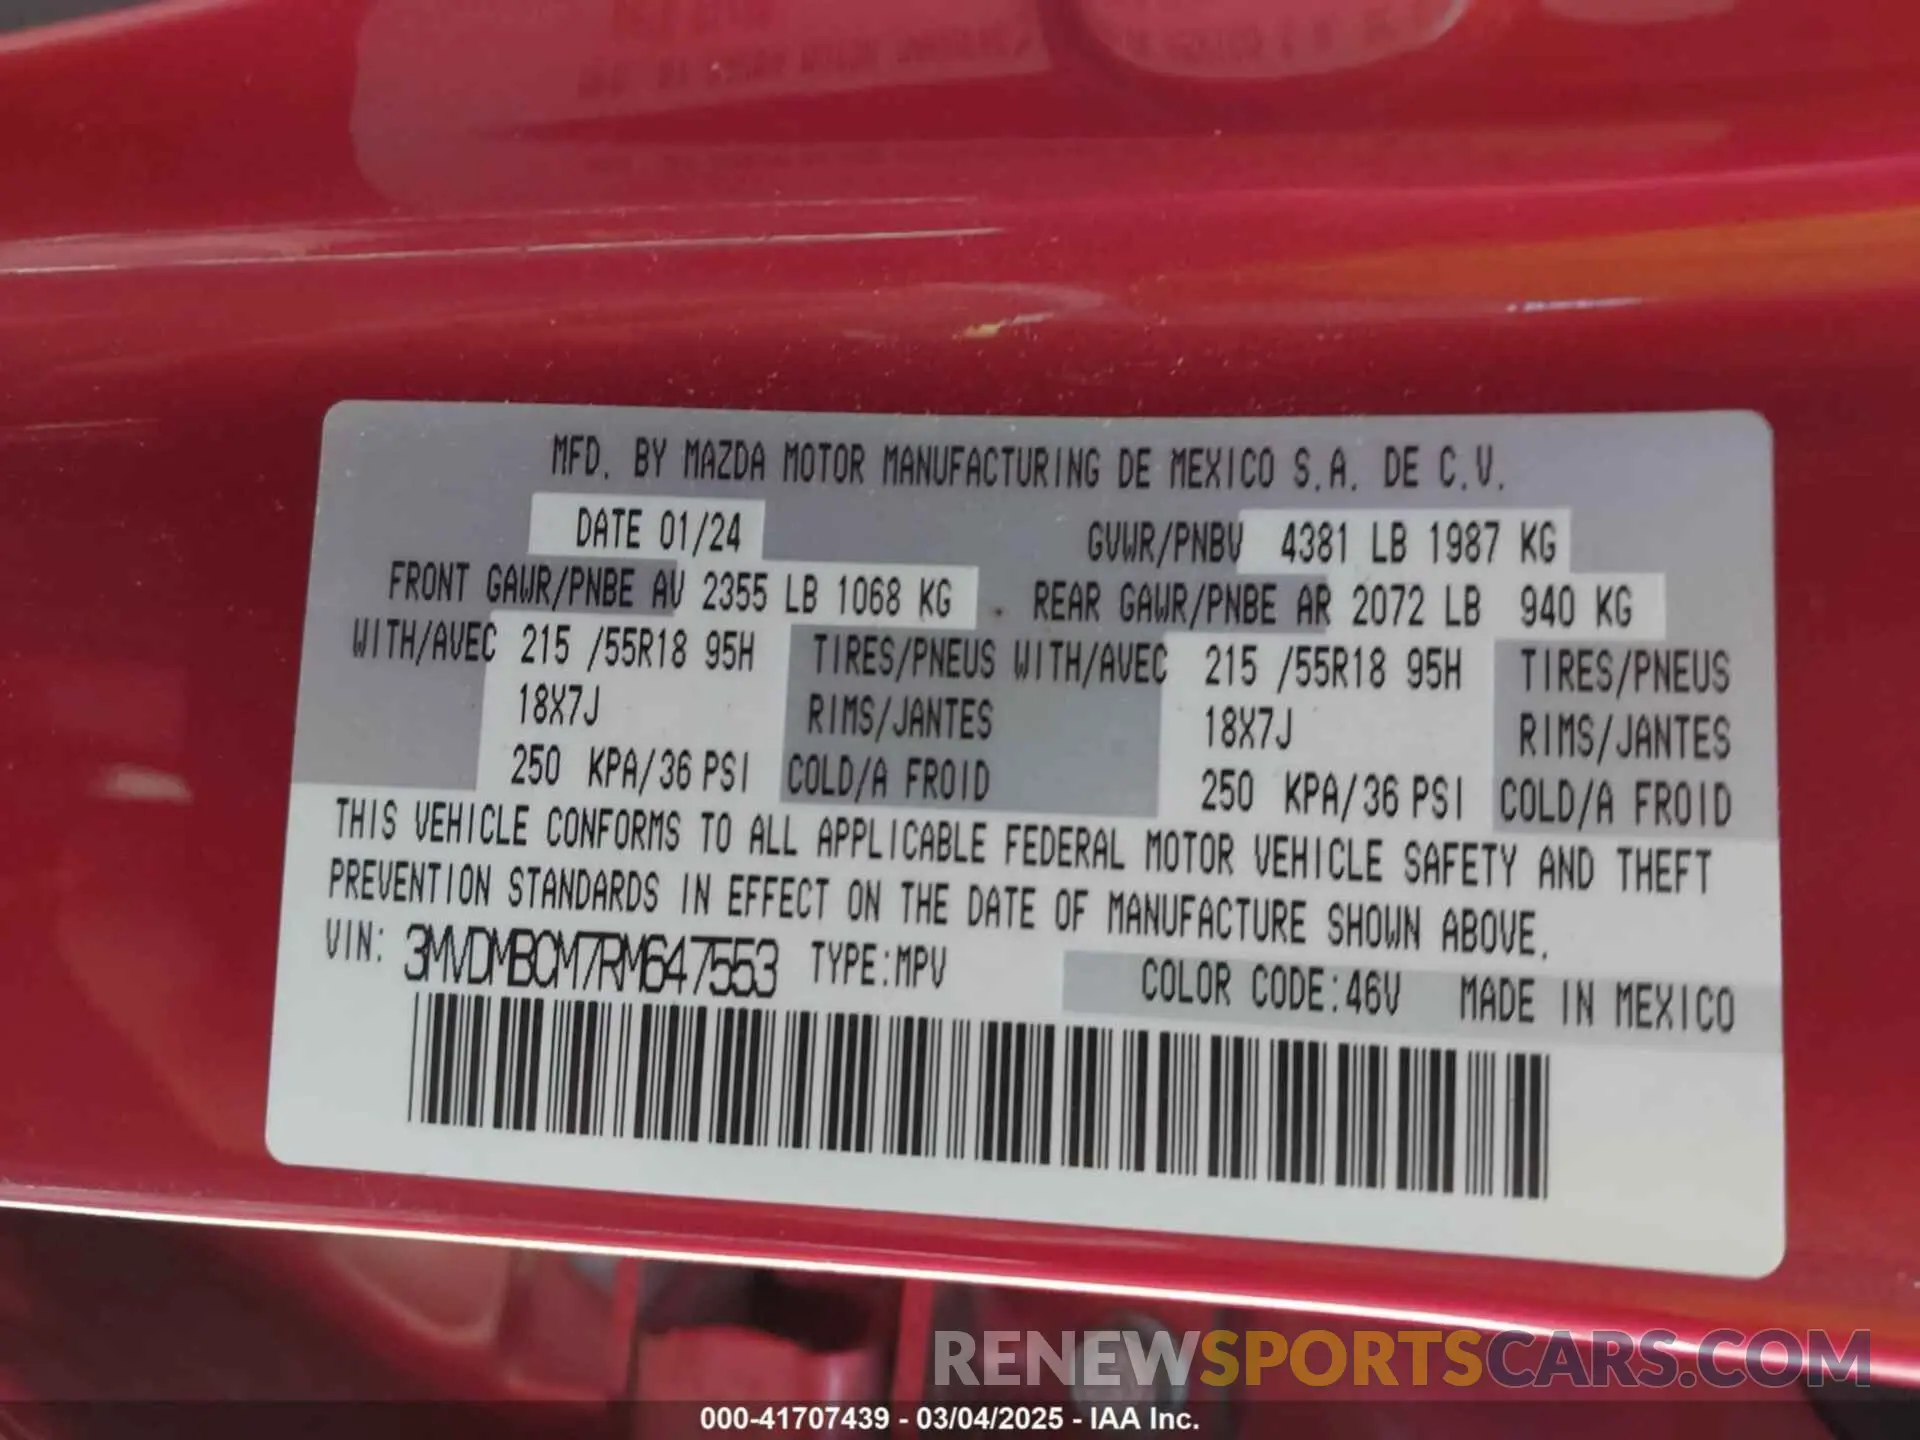 MFD. BY MAZDA MOTOR MANUFACTURING DE MEXICO S.A. DE C.V.
DATE 01/24 GVWR/PNBV 4381 LB 1987 KG
FRONT GAWR/PNBE AV 2355 LB 1068 KG REAR GAWR/PNBE AR 2072 LB 940 KG
WITH/AVEC 215 /55R18 95H TIRES/PNEUS WITH/AVEC 215 /55R18 95H TIRES/PNEUS
18X7J RIMS/JANTES 18X7J RIMS/JANTES
250 KPA/36 PSI COLD/A FROID 250 KPA/36 PSI COLD/A FROID
THIS VEHICLE CONFORMS TO ALL APPLICABLE FEDERAL MOTOR VEHICLE SAFETY AND THEFT
PREVENTION STANDARDS IN EFFECT ON THE DATE OF MANUFACTURE SHOWN ABOVE.
VIN: 3MVDMBCM7RM647553 TYPE:MPV COLOR CODE:46V MADE IN MEXICO
RENEWSPORTSCARS.COM
000-41707439 - 03/04/2025 - IAA Inc.